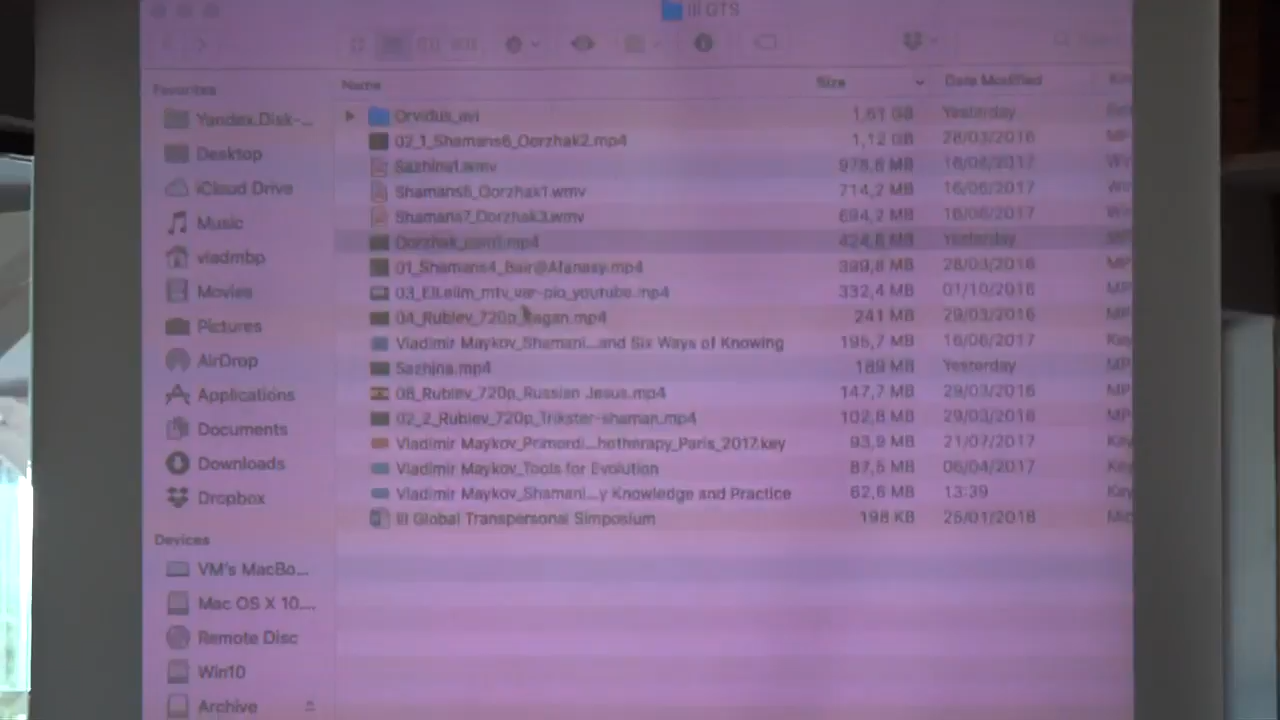 III GTS
Favorites
Yandex.Disk-...
Desktop
iCloud Drive
Music
vladmbp
Movies
Pictures
AirDrop
Applications
Documents
Downloads
Dropbox
Devices
VM's MacBo...
Mac OS X 10....
Remote Disc
Win10
Archive
Name Size Date Modified
Orvidus_avi 1,61 GB Yesterday
02_1_Shamans6_Oorzhak2.mp4 1,12 GB 28/03/2016
Sazhina1.wmv 978,6 MB 16/06/2017
Shamans6_Oorzhak1.wmv 714,2 MB 16/06/2017
Shamans7_Oorzhak3.wmv 694,2 MB 16/06/2017
424,6 MB Yesterday
01_Shamans4_Bair@Afanasy.mp4 399,8 MB 28/03/2016
332,4 MB 01/10/2016
241 MB 29/03/2016
Vladimir Maykov_Shamani...and Six Ways of Knowing 195,7 MB 16/06/2017
Sazhina.mp4 189 MB Yesterday
08_Rublev_720p_Russian Jesus.mp4 147,7 MB 29/03/2016
02_2_Rublev_720p_Trikster-shaman.mp4 102,8 MB 29/03/2016
Vladimir Maykov_Primordi...hotherapy_Paris_2017.key 93,9 MB 21/07/2017
Vladimir Maykov_Tools for Evolution 87,5 MB 06/04/2017
Vladimir Maykov_Shamani...y Knowledge and Practice 62,6 MB 13:39
III Global Transpersonal Simposium 198 KB 25/01/2018